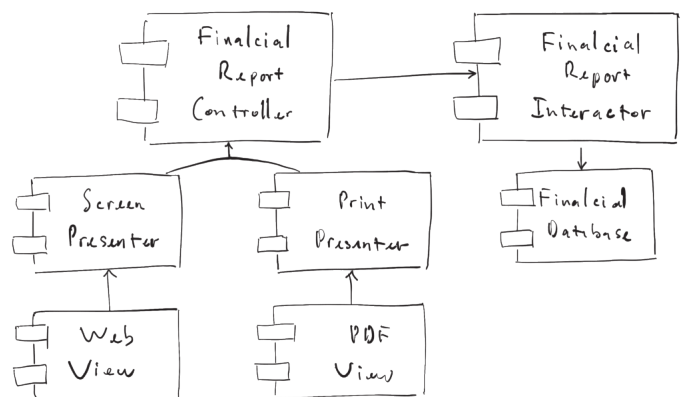 Finalcial
Report
Controller
Finalcial
Report
Interactor
Screen
Presenter
Print
Presenter
Finalcial
Database
Web
View
PDF
View